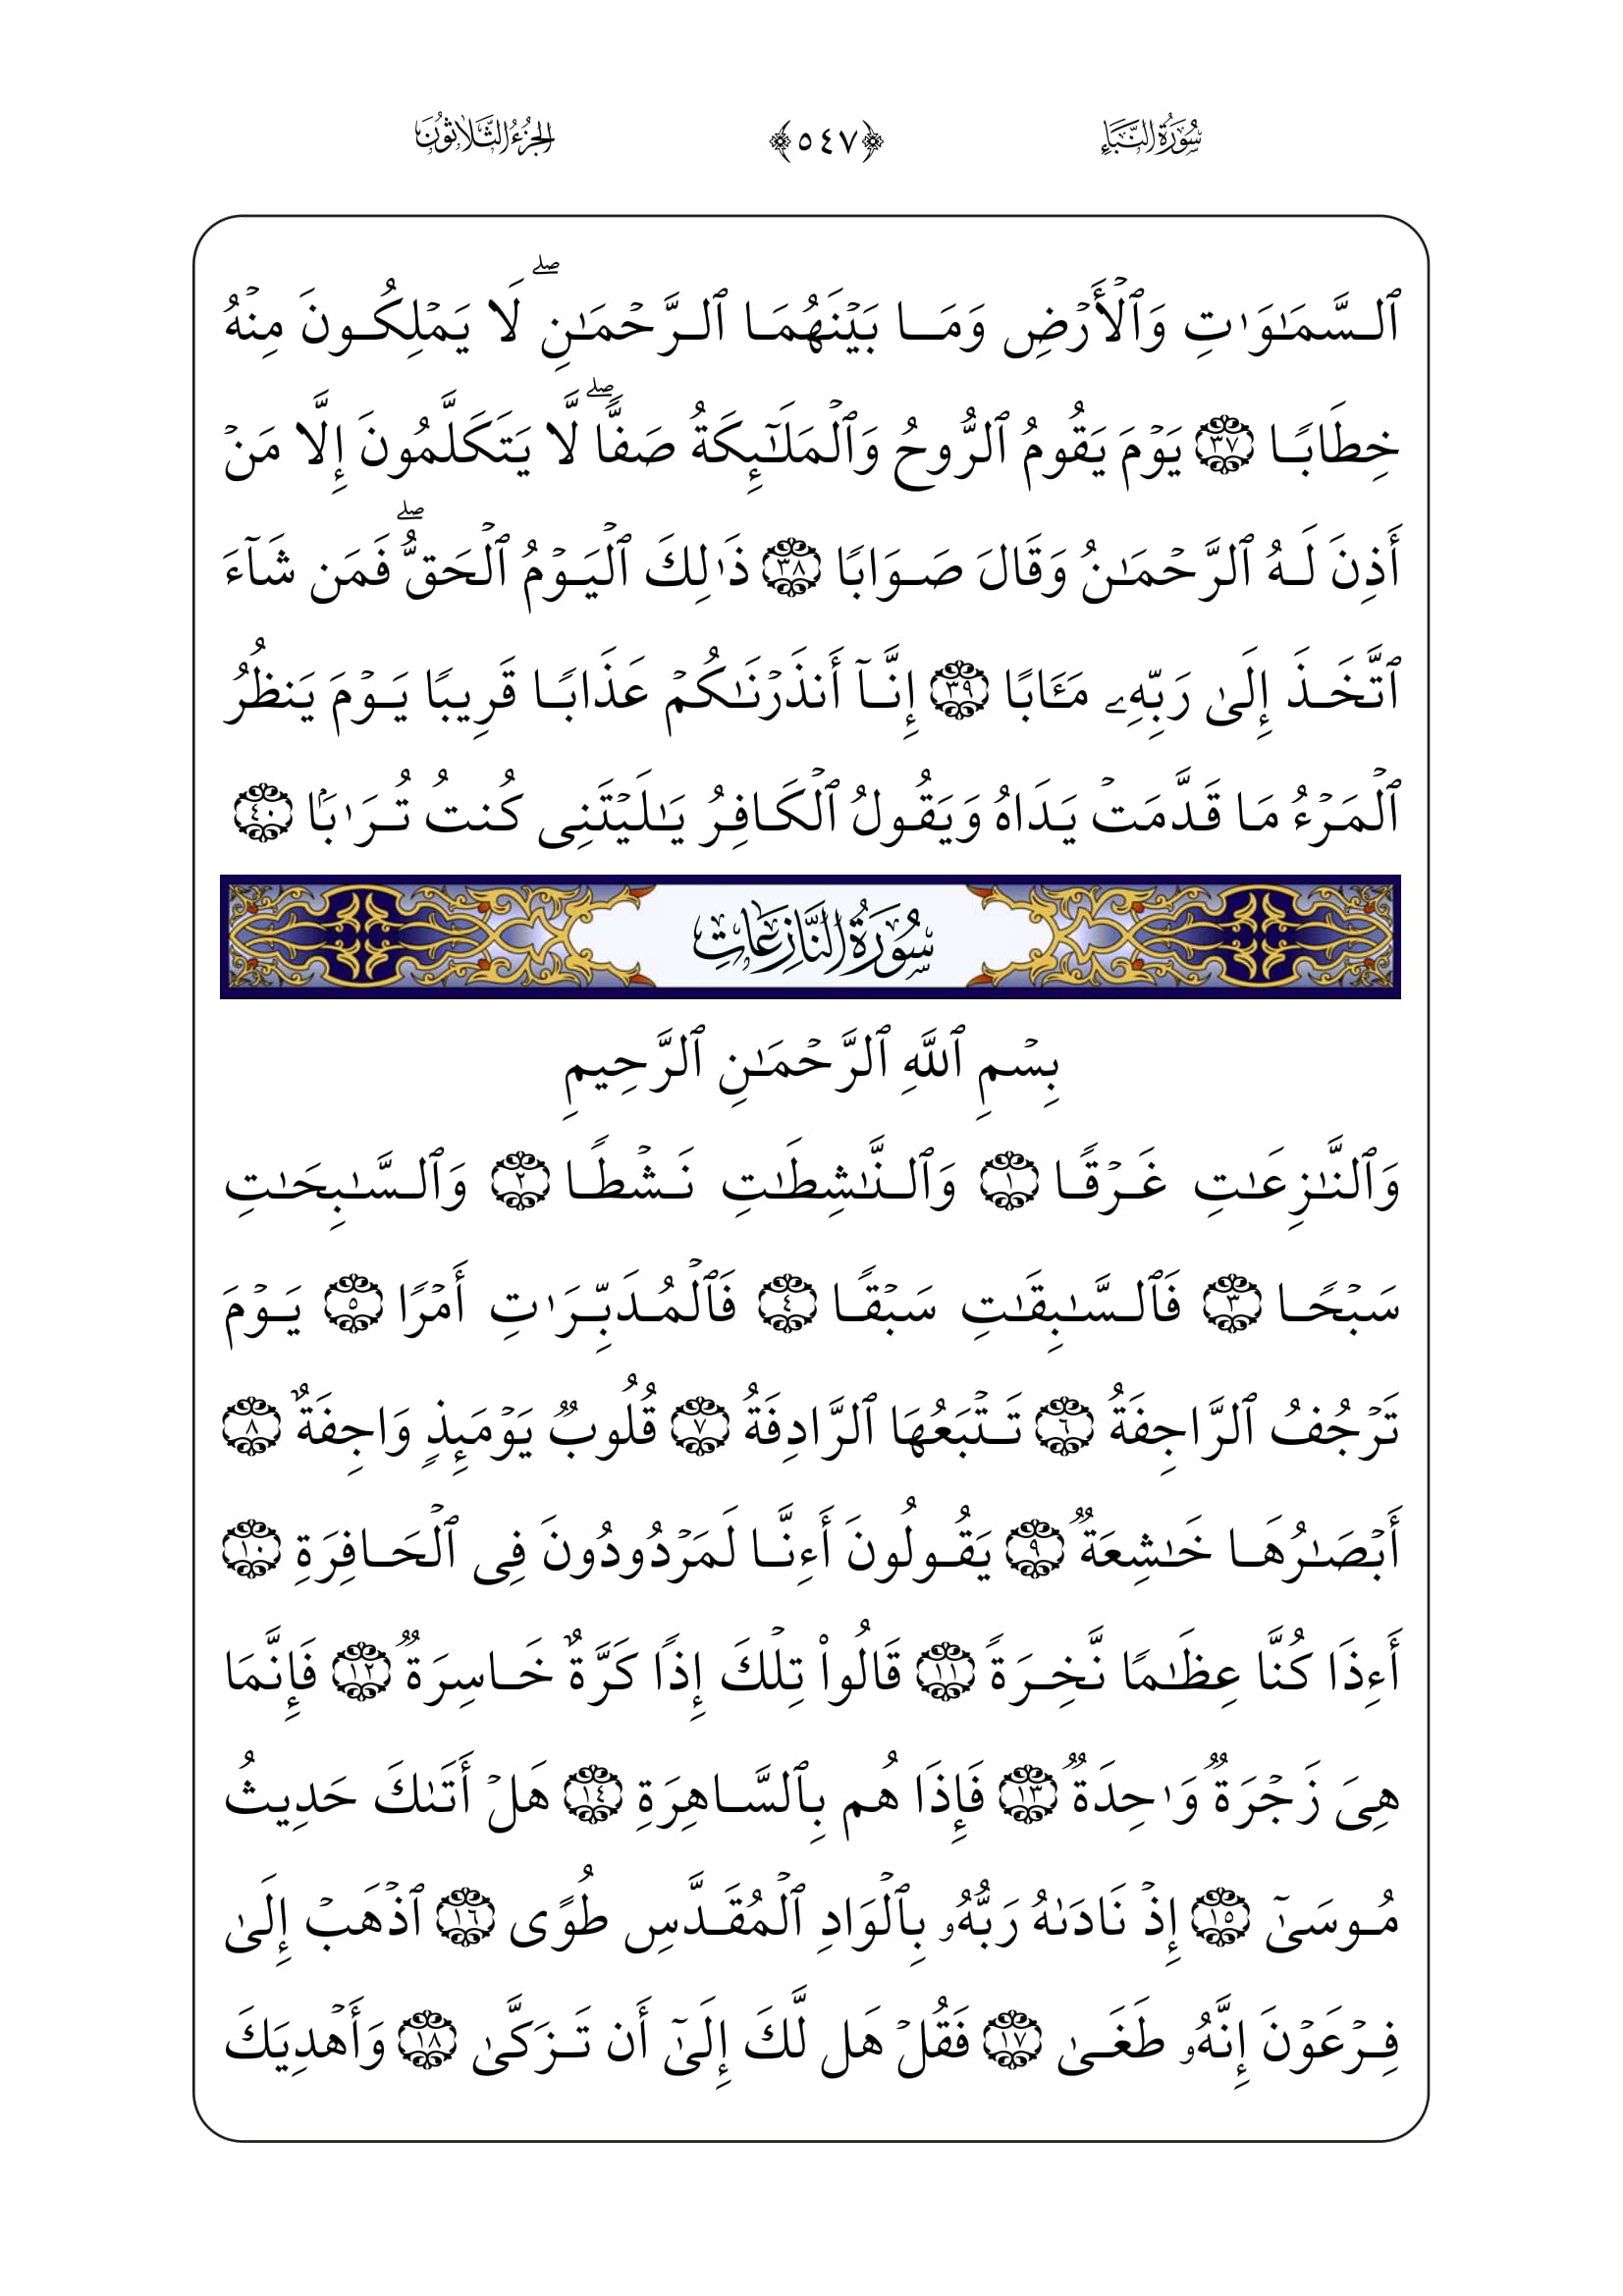 سُورَةُ النَّبَإِ ﴿٥٤٧﴾ الجُزْءُ الثَّلَاثُونَ
ٱلسَّمَـٰوَٰتِ وَٱلْأَرْضِ وَمَا بَيْنَهُمَا ٱلرَّحْمَـٰنِ ۖ لَا يَمْلِكُونَ مِنْهُ
خِطَابًا ٣٧ يَوْمَ يَقُومُ ٱلرُّوحُ وَٱلْمَلَـٰٓئِكَةُ صَفًّا ۖ لَّا يَتَكَلَّمُونَ إِلَّا مَنْ
أَذِنَ لَهُ ٱلرَّحْمَـٰنُ وَقَالَ صَوَابًا ٣٨ ذَٰلِكَ ٱلْيَوْمُ ٱلْحَقُّ ۖ فَمَن شَآءَ
ٱتَّخَذَ إِلَىٰ رَبِّهِۦ مَـَٔابًا ٣٩ إِنَّآ أَنذَرْنَـٰكُمْ عَذَابًا قَرِيبًا يَوْمَ يَنظُرُ
ٱلْمَرْءُ مَا قَدَّمَتْ يَدَاهُ وَيَقُولُ ٱلْكَافِرُ يَـٰلَيْتَنِى كُنتُ تُرَٰبًۢا ٤٠
سُورَةُ النَّازِعَاتِ
بِسْمِ ٱللَّهِ ٱلرَّحْمَـٰنِ ٱلرَّحِيمِ
وَٱلنَّـٰزِعَـٰتِ غَرْقًا ١ وَٱلنَّـٰشِطَـٰتِ نَشْطًا ٢ وَٱلسَّـٰبِحَـٰتِ
سَبْحًا ٣ فَٱلسَّـٰبِقَـٰتِ سَبْقًا ٤ فَٱلْمُدَبِّرَٰتِ أَمْرًا ٥ يَوْمَ
تَرْجُفُ ٱلرَّاجِفَةُ ٦ تَتْبَعُهَا ٱلرَّادِفَةُ ٧ قُلُوبٌ يَوْمَئِذٍ وَاجِفَةٌ ٨
أَبْصَـٰرُهَا خَـٰشِعَةٌ ٩ يَقُولُونَ أَءِنَّا لَمَرْدُودُونَ فِى ٱلْحَافِرَةِ ١٠
أَءِذَا كُنَّا عِظَـٰمًا نَّخِرَةً ١١ قَالُوا۟ تِلْكَ إِذًا كَرَّةٌ خَاسِرَةٌ ١٢ فَإِنَّمَا
هِىَ زَجْرَةٌ وَٰحِدَةٌ ١٣ فَإِذَا هُم بِٱلسَّاهِرَةِ ١٤ هَلْ أَتَىٰكَ حَدِيثُ
مُوسَىٰٓ ١٥ إِذْ نَادَىٰهُ رَبُّهُۥ بِٱلْوَادِ ٱلْمُقَدَّسِ طُوًى ١٦ ٱذْهَبْ إِلَىٰ
فِرْعَوْنَ إِنَّهُۥ طَغَىٰ ١٧ فَقُلْ هَل لَّكَ إِلَىٰٓ أَن تَزَكَّىٰ ١٨ وَأَهْدِيَكَ